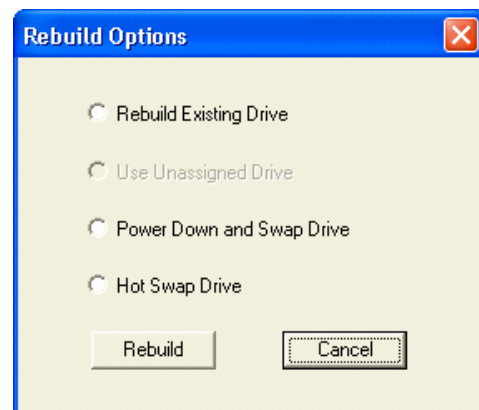 Rebuild Options
Rebuild Existing Drive
Use Unassigned Drive
Power Down and Swap Drive
Hot Swap Drive
Rebuild Cancel